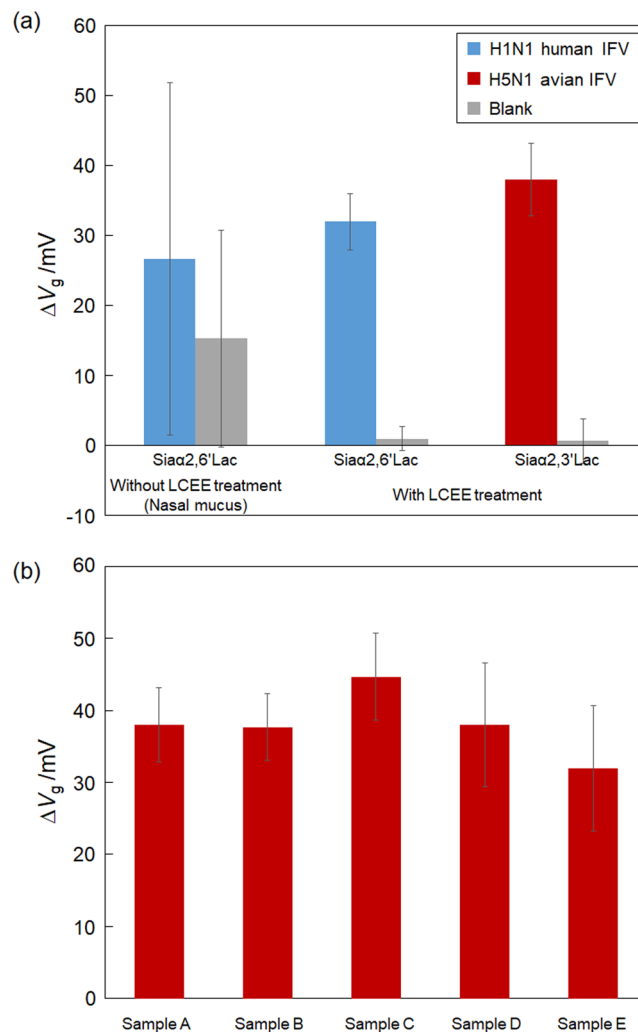 (a)
60
50
40
30
20
10
0
-10
ΔVg /mV
H1N1 human IFV
H5N1 avian IFV
Blank
Siaα2,6'Lac
Siaα2,6'Lac
Siaα2,3'Lac
Without LCEE treatment
(Nasal mucus)
With LCEE treatment
(b)
60
50
40
30
20
10
0
ΔVg /mV
Sample A
Sample B
Sample C
Sample D
Sample E